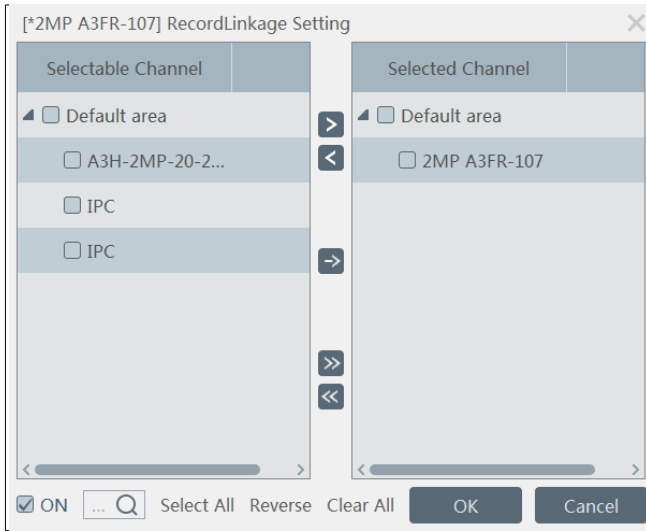 [*2MP A3FR-107] RecordLinkage Setting
Selectable Channel
Selected Channel
Default area
Default area
A3H-2MP-20-2...
2MP A3FR-107
IPC
IPC
ON ... Select All Reverse Clear All OK Cancel